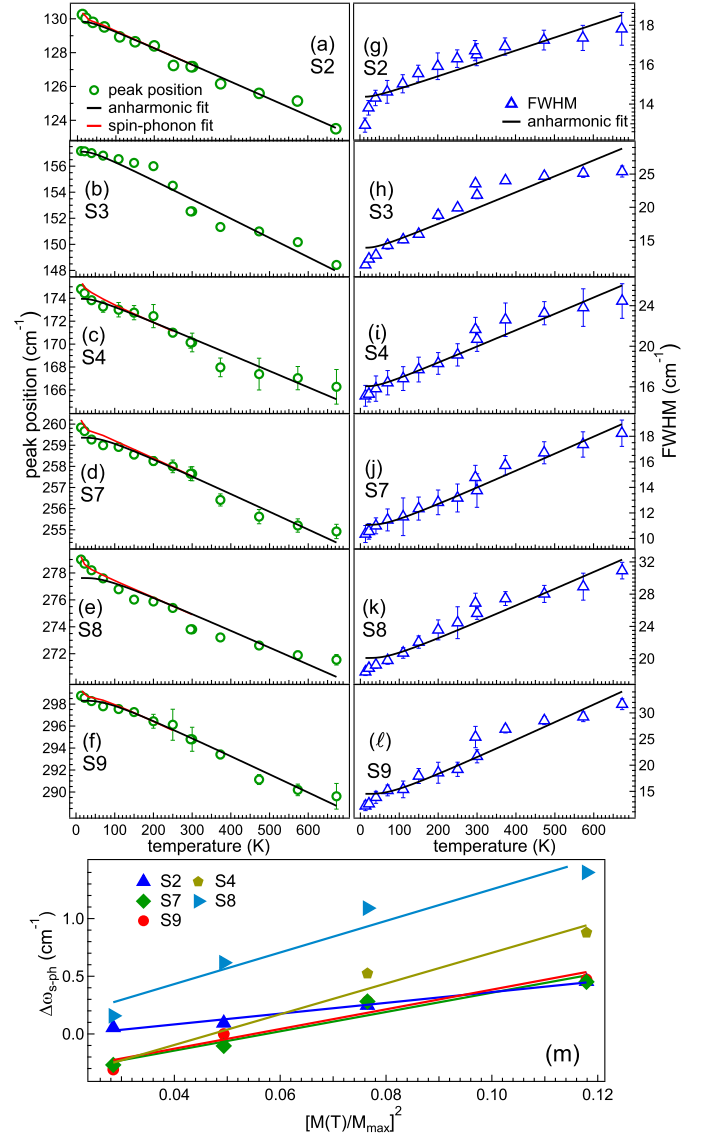 130
128
126
124
(a)
S2
peak position
anharmonic fit
spin-phonon fit
156
154
152
150
148
(b)
S3
174
172
170
168
166
(c)
S4
260
259
258
257
256
255
(d)
S7
278
276
274
272
(e)
S8
298
296
294
292
290
(f)
S9
0 100 200 300 400 500 600
temperature (K)
peak position (cm-1)
18
16
14
(g)
S2
FWHM
anharmonic fit
25
20
15
(h)
S3
24
20
16
(i)
S4
18
16
14
12
10
(j)
S7
32
28
24
20
(k)
S8
30
25
20
15
(ℓ)
S9
0 100 200 300 400 500 600
temperature (K)
FWHM (cm-1)
S2 S4
S7 S8
S9
1.0
0.5
0.0
Δωs-ph (cm-1)
(m)
0.04 0.06 0.08 0.10 0.12
[M(T)/Mmax]2